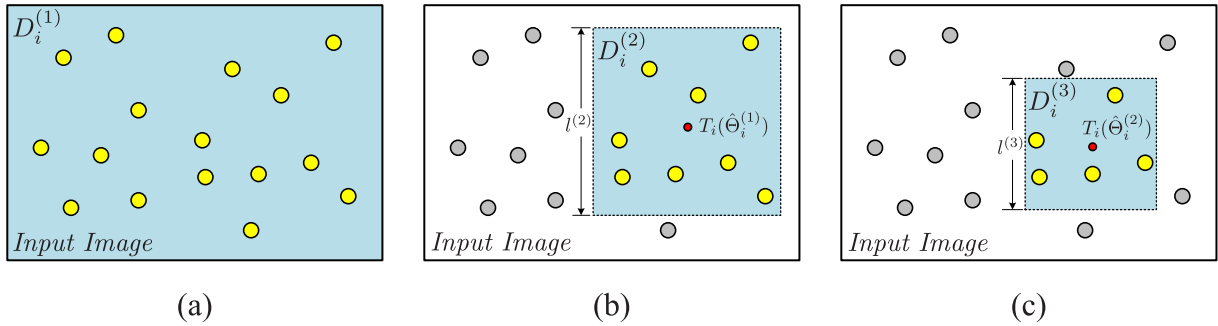 D_i^{(1)}
Input Image
(a)
D_i^{(2)}
l^{(2)}
T_i(\hat{\Theta}_i^{(1)})
Input Image
(b)
D_i^{(3)}
l^{(3)}
T_i(\hat{\Theta}_i^{(2)})
Input Image
(c)